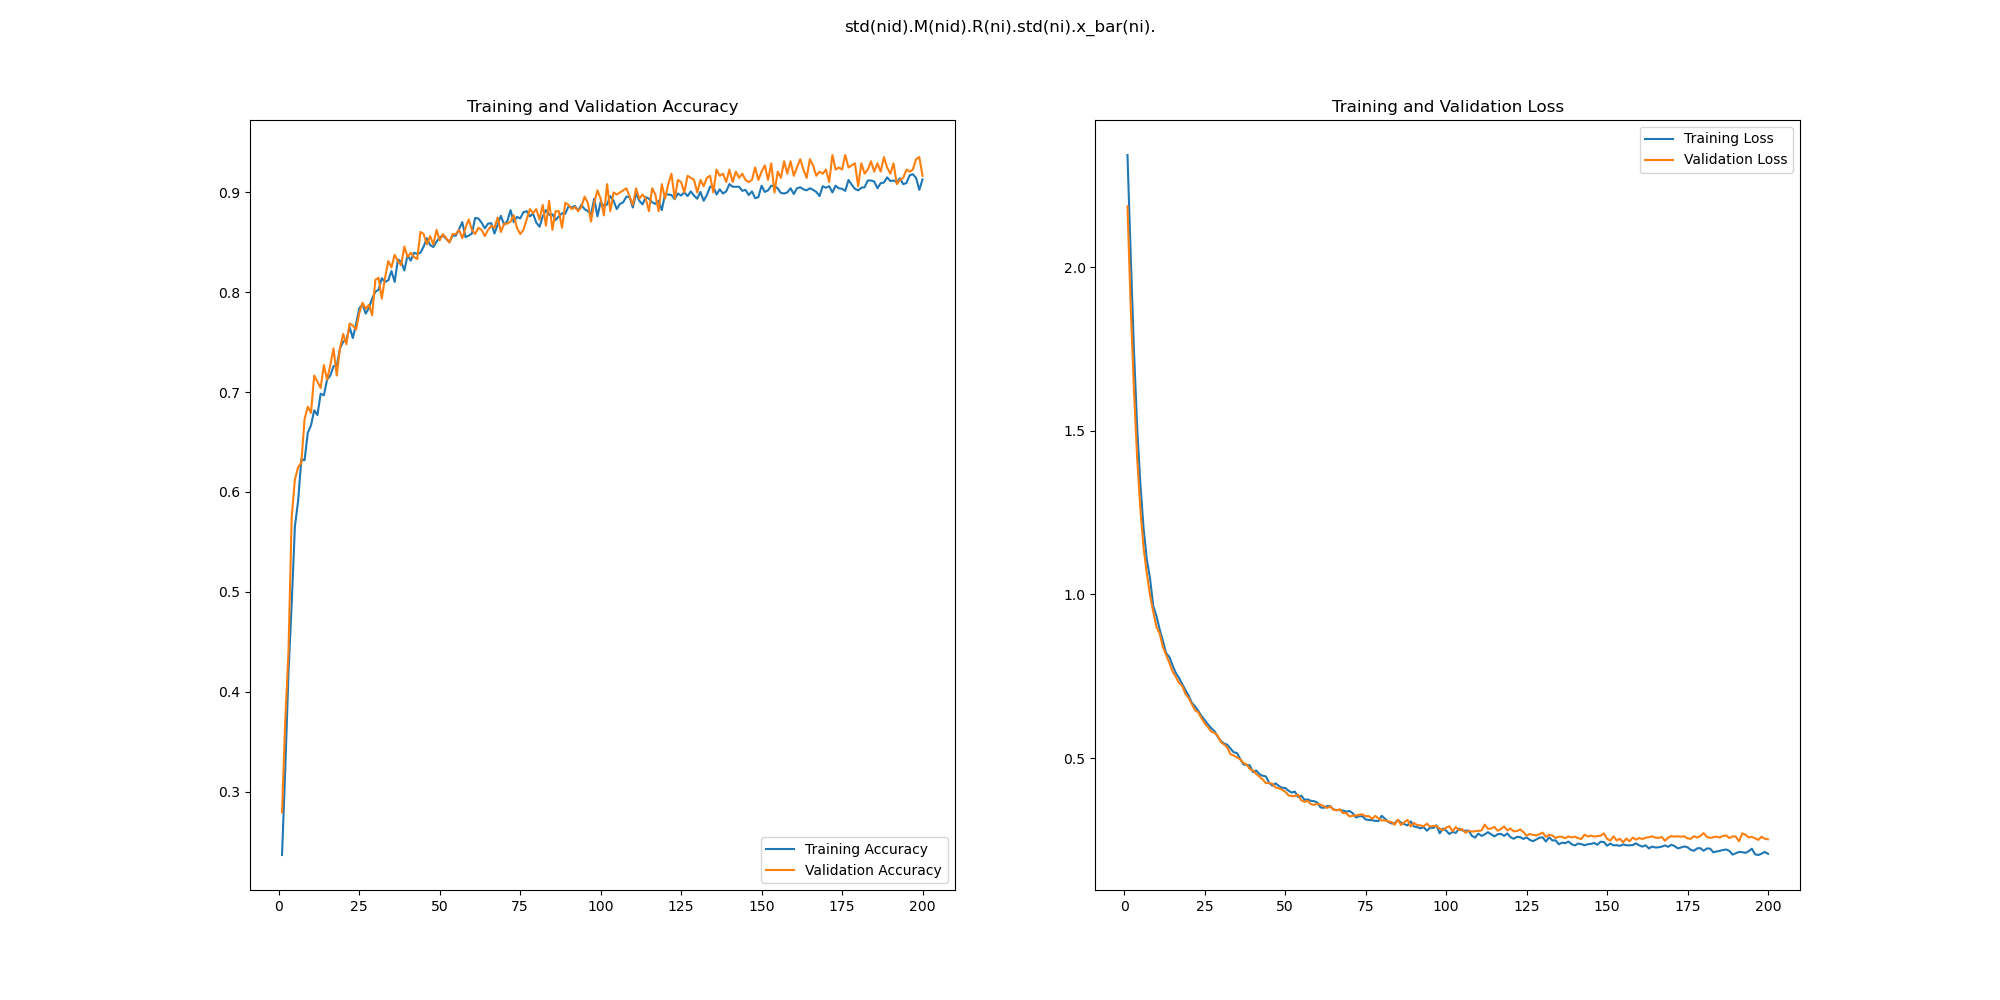 std(nid).M(nid).R(ni).std(ni).x_bar(ni).
Training and Validation Accuracy
0.9
0.8
0.7
0.6
0.5
0.4
0.3
Training Accuracy
Validation Accuracy
0 25 50 75 100 125 150 175 200
Training and Validation Loss
Training Loss
Validation Loss
2.0
1.5
1.0
0.5
0 25 50 75 100 125 150 175 200